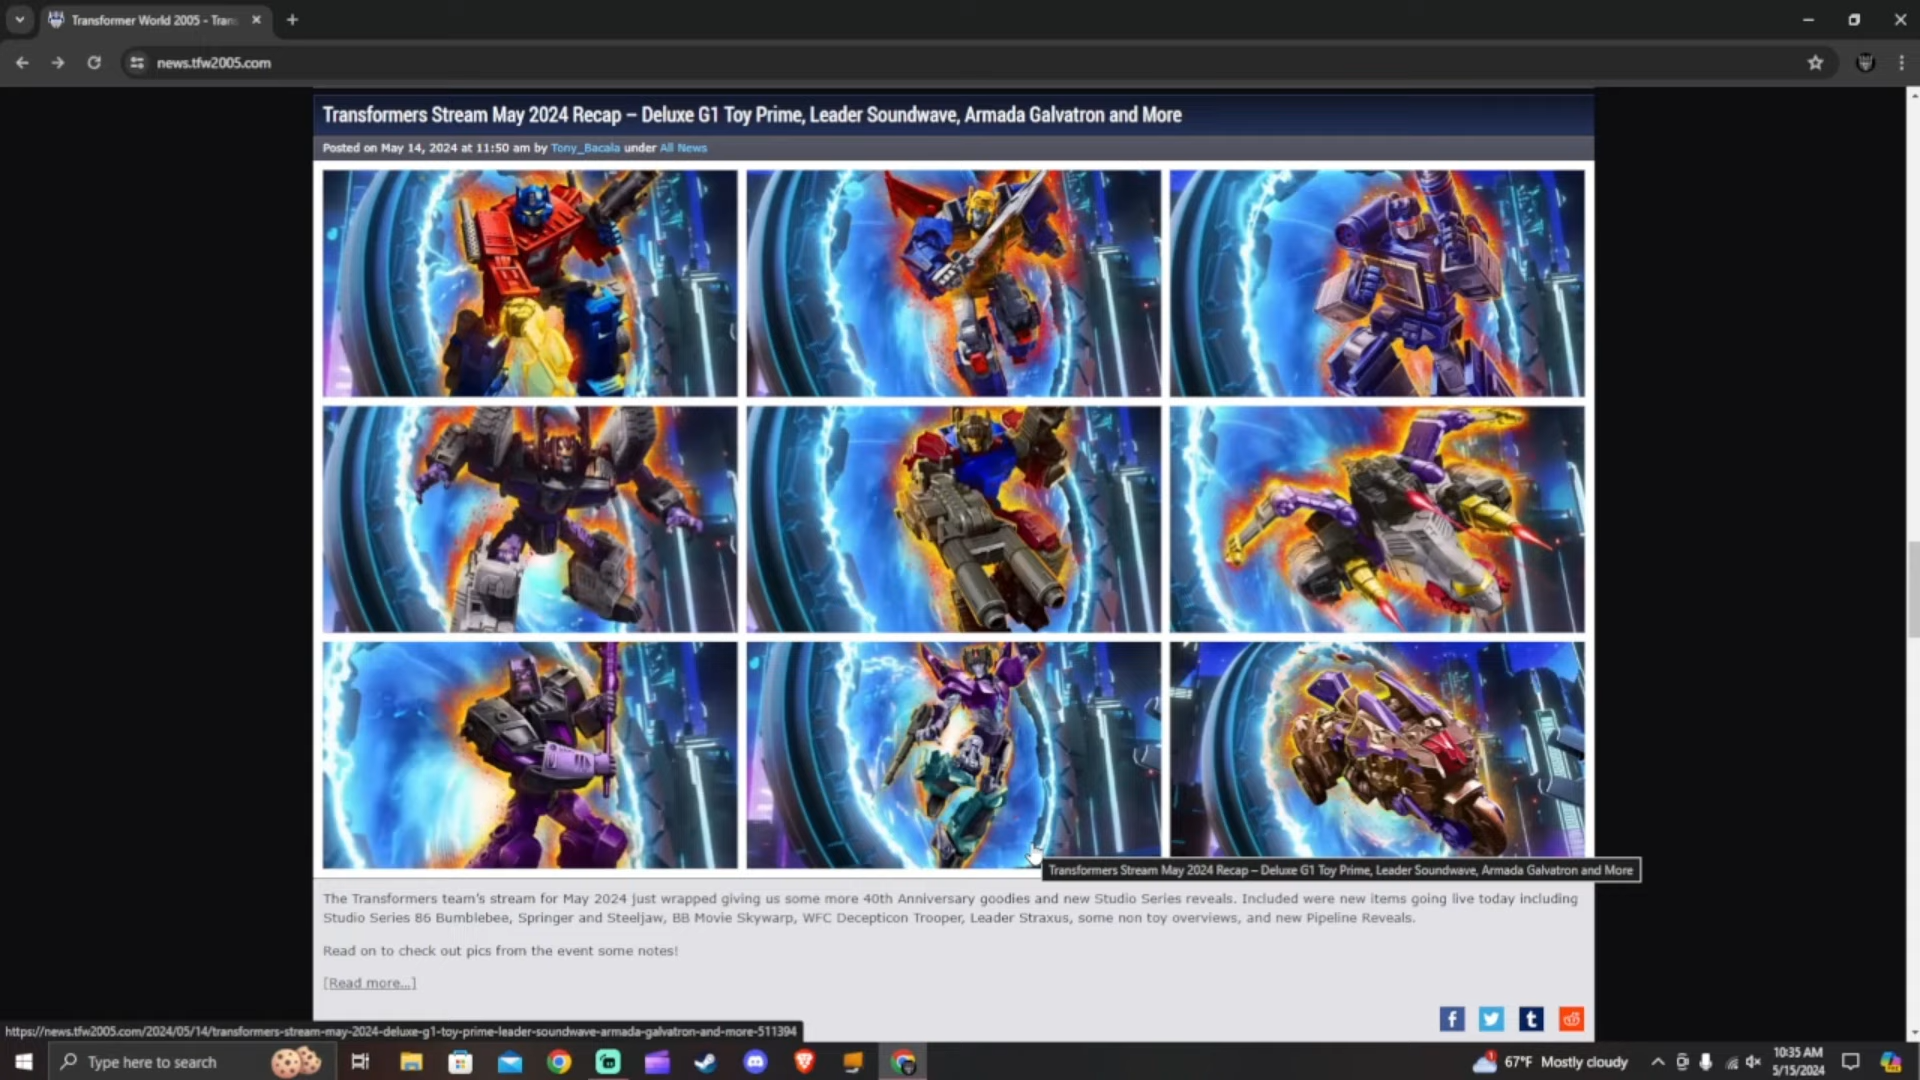 Transformer World 2005 - Trans
news.tfw2005.com
Transformers Stream May 2024 Recap – Deluxe G1 Toy Prime, Leader Soundwave, Armada Galvatron and More
Posted on May 14, 2024 at 11:50 am by Tony_Bacala under All News
Transformers Stream May 2024 Recap – Deluxe G1 Toy Prime, Leader Soundwave, Armada Galvatron and More
The Transformers team's stream for May 2024 just wrapped giving us some more 40th Anniversary goodies and new Studio Series reveals. Included were new items going live today including
Studio Series 86 Bumblebee, Springer and Steeljaw, BB Movie Skywarp, WFC Decepticon Trooper, Leader Straxus, some non toy overviews, and new Pipeline Reveals.
Read on to check out pics from the event some notes!
[Read more...]
https://news.tfw2005.com/2024/05/14/transformers-stream-may-2024-deluxe-g1-toy-prime-leader-soundwave-armada-galvatron-and-more-511394
Type here to search
67°F Mostly cloudy
10:35 AM
5/15/2024